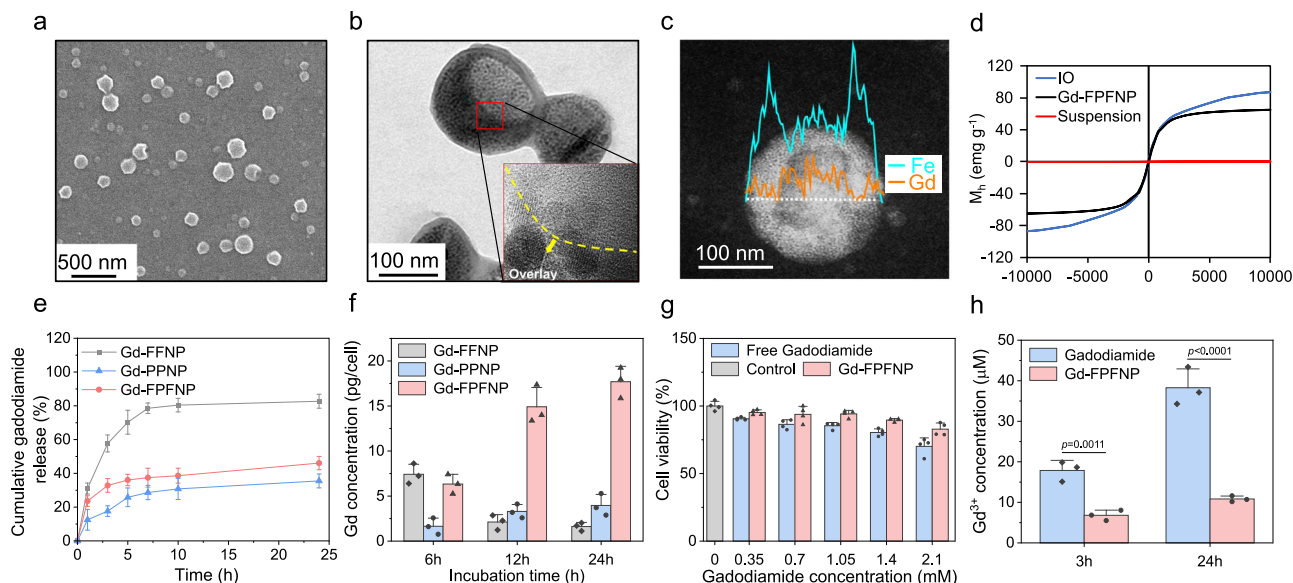 a
500 nm
b
100 nm
Overlay
c
Fe
Gd
100 nm
d
M_h (emg g⁻¹)
120
80
40
0
-40
-80
-120
IO
Gd-FPFNP
Suspension
-10000 -5000 0 5000 10000
e
Cumulative gadodiamide
release (%)
120
100
80
60
40
20
0
Gd-FFNP
Gd-PPNP
Gd-FPFNP
0 5 10 15 20 25
Time (h)
f
Gd concentration (pg/cell)
20
15
10
5
0
Gd-FFNP
Gd-PPNP
Gd-FPFNP
6h 12h 24h
Incubation time (h)
g
Cell viability (%)
150
100
50
0
Free Gadodiamide
Control Gd-FPFNP
0 0.35 0.7 1.05 1.4 2.1
Gadodiamide concentration (mM)
h
Gd³⁺ concentration (μM)
50
40
30
20
10
0
Gadodiamide
Gd-FPFNP
p=0.0011
p<0.0001
3h 24h